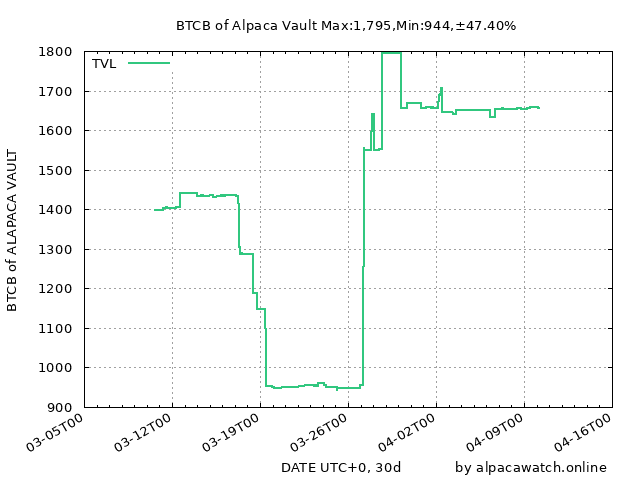 BTCB of Alpaca Vault Max:1,795,Min:944,±47.40%
TVL
1800
1700
1600
1500
1400
1300
1200
1100
1000
900
BTCB of ALAPACA VAULT
03-05T00
03-12T00
03-19T00
03-26T00
04-02T00
04-09T00
04-16T00
DATE UTC+0, 30d
by alpacawatch.online